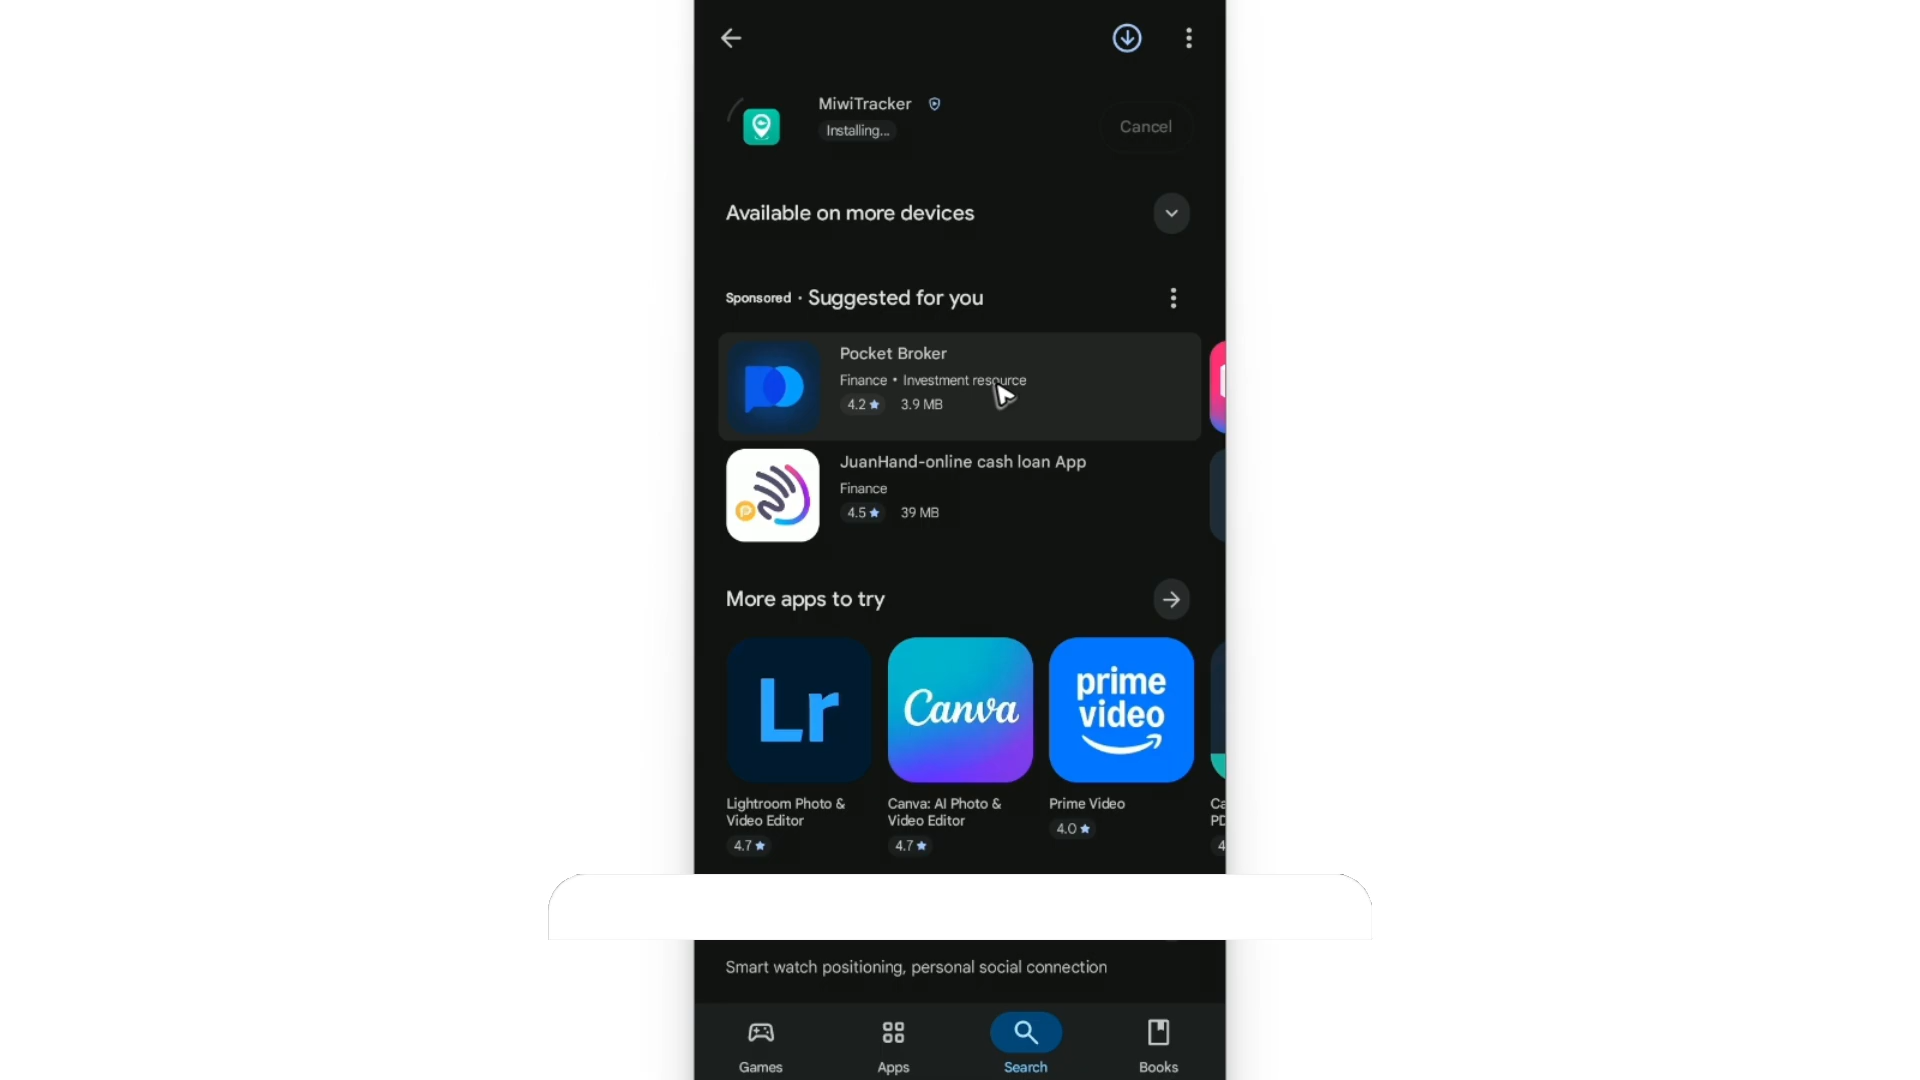 MiwiTracker
Installing...
Cancel
Available on more devices
Sponsored · Suggested for you
Pocket Broker
Finance • Investment resource
4.2 ★ 3.9 MB
JuanHand-online cash loan App
Finance
4.5 ★ 39 MB
More apps to try
Lr
Canva
prime
video
Lightroom Photo &
Video Editor
4.7 ★
Canva: AI Photo &
Video Editor
4.7 ★
Prime Video
4.0 ★
Ca
PD
4
Smart watch positioning, personal social connection
Games
Apps
Search
Books